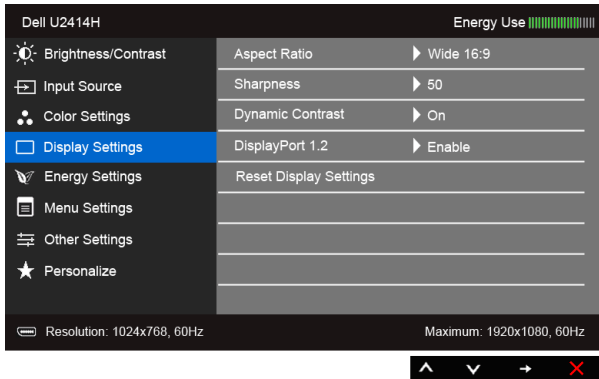 Dell U2414H Energy Use
Brightness/Contrast Aspect Ratio Wide 16:9
Input Source Sharpness 50
Color Settings Dynamic Contrast On
Display Settings DisplayPort 1.2 Enable
Energy Settings Reset Display Settings
Menu Settings
Other Settings
Personalize
Resolution: 1024x768, 60Hz Maximum: 1920x1080, 60Hz